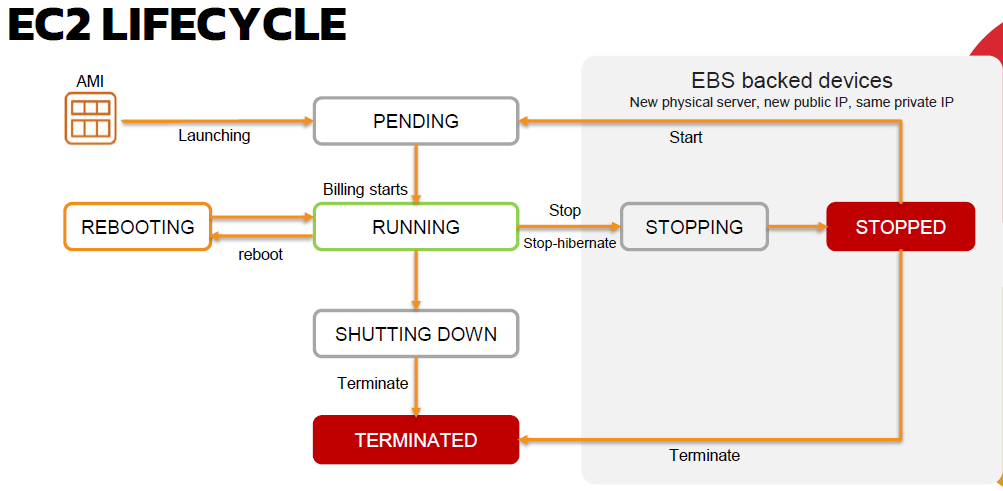 EC2 LIFECYCLE
AMI
EBS backed devices
New physical server, new public IP, same private IP
Launching
PENDING
Start
Billing starts
REBOOTING
reboot
RUNNING
Stop
Stop-hibernate
STOPPING
STOPPED
SHUTTING DOWN
Terminate
TERMINATED
Terminate